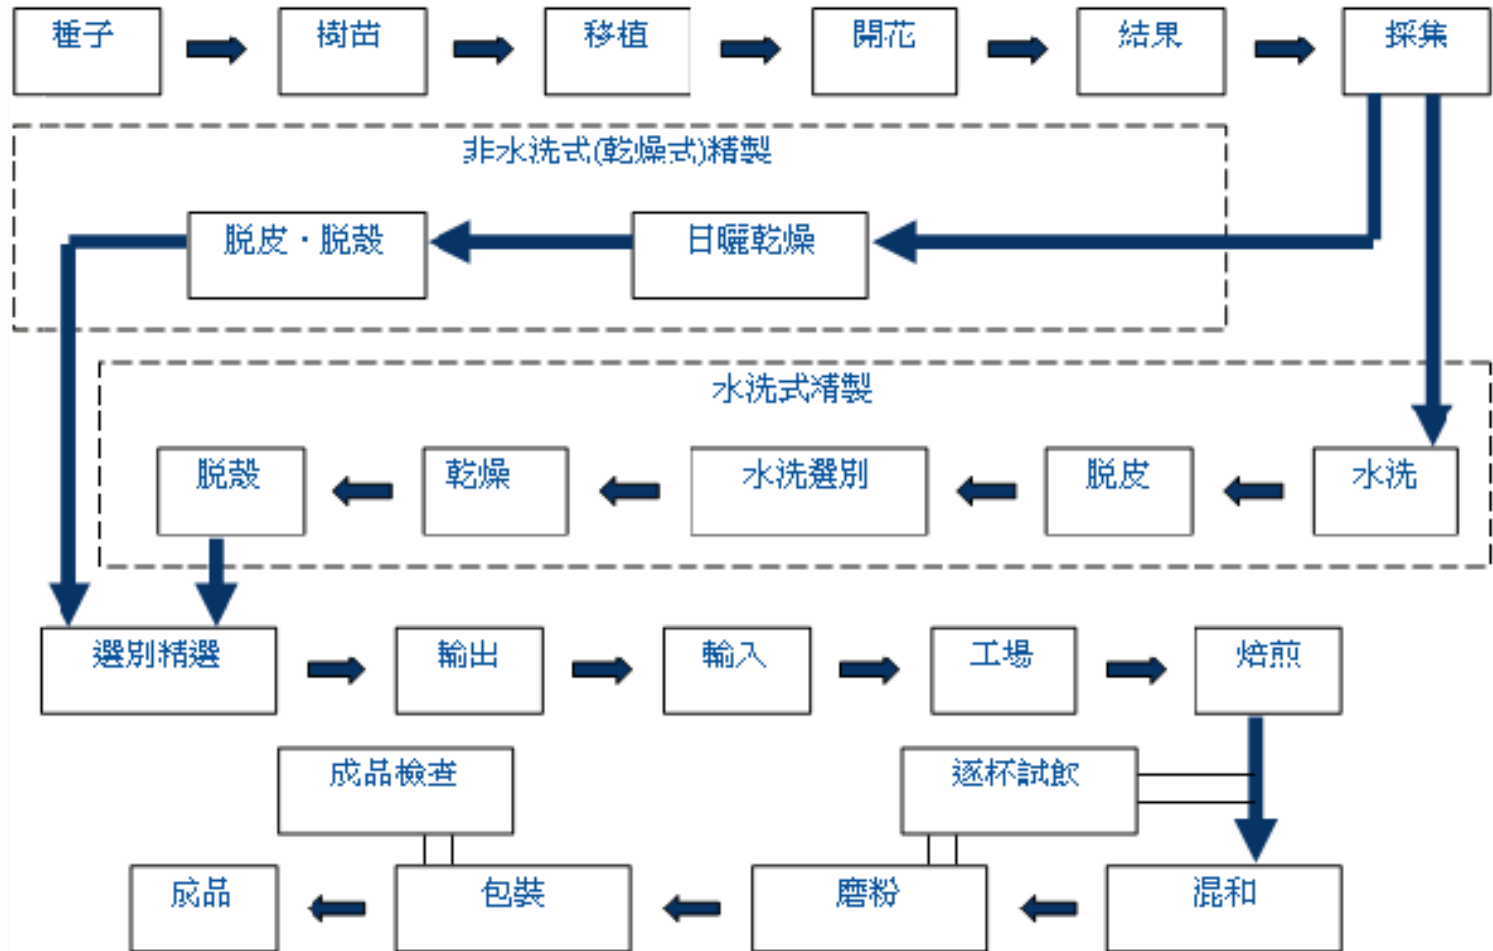 種子
樹苗
移植
開花
結果
採集
非水洗式(乾燥式)精製
脱皮・脱殼
日曬乾燥
水洗式精製
脱殼
乾燥
水洗選別
脱皮
水洗
選別精選
輸出
輸入
工場
焙煎
成品檢查
逐杯試飲
成品
包裝
磨粉
混和